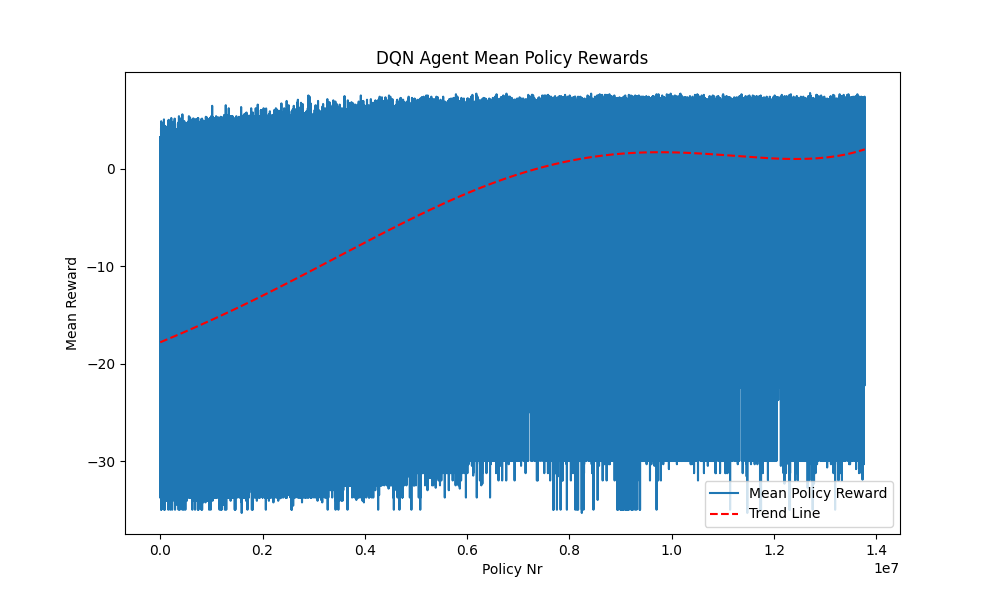 DQN Agent Mean Policy Rewards
Mean Reward
0
−10
−20
−30
Mean Policy Reward
Trend Line
0.0 0.2 0.4 0.6 0.8 1.0 1.2 1.4
1e7
Policy Nr